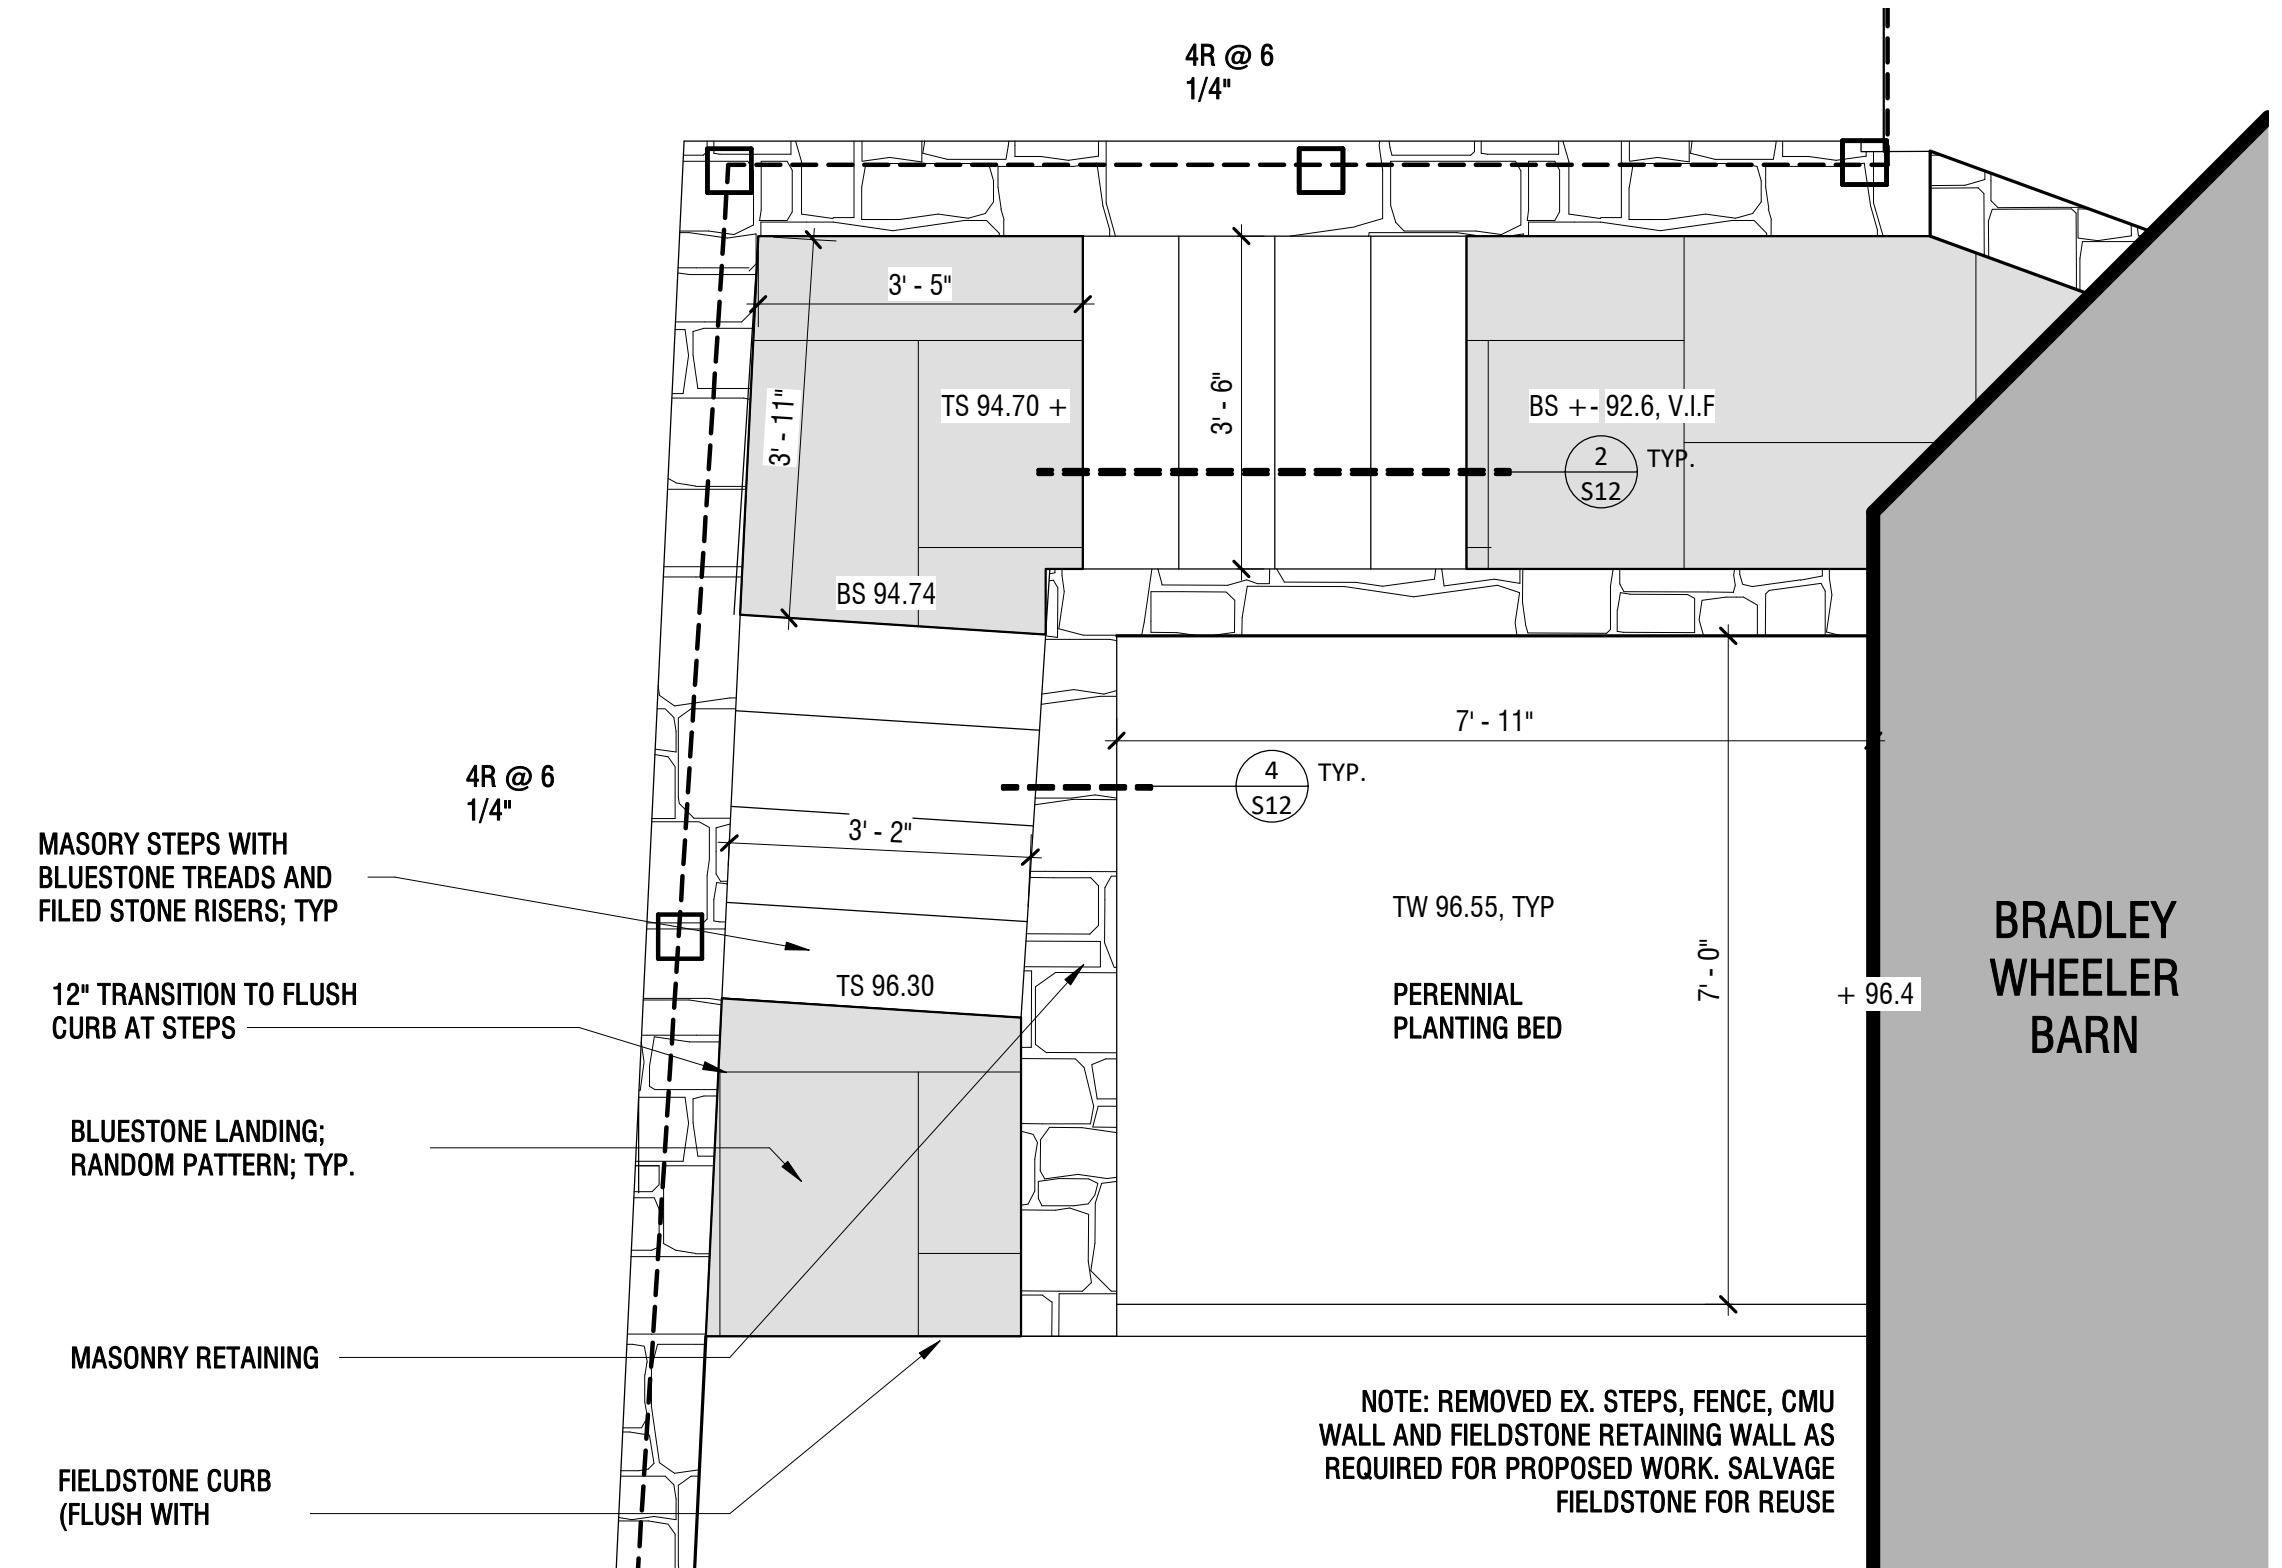 4R @ 6
1/4"
3' - 5"
3' - 11"
TS 94.70 +
3' - 6"
BS +- 92.6, V.I.F
2
S12
TYP.
BS 94.74
7' - 11"
4R @ 6
1/4"
4
S12
TYP.
3' - 2"
MASORY STEPS WITH
BLUESTONE TREADS AND
FILED STONE RISERS; TYP
TW 96.55, TYP
7' - 0"
BRADLEY
WHEELER
BARN
TS 96.30
12" TRANSITION TO FLUSH
CURB AT STEPS
PERENNIAL
PLANTING BED
+ 96.4
BLUESTONE LANDING;
RANDOM PATTERN; TYP.
MASONRY RETAINING
NOTE: REMOVED EX. STEPS, FENCE, CMU
WALL AND FIELDSTONE RETAINING WALL AS
REQUIRED FOR PROPOSED WORK. SALVAGE
FIELDSTONE FOR REUSE
FIELDSTONE CURB
(FLUSH WITH